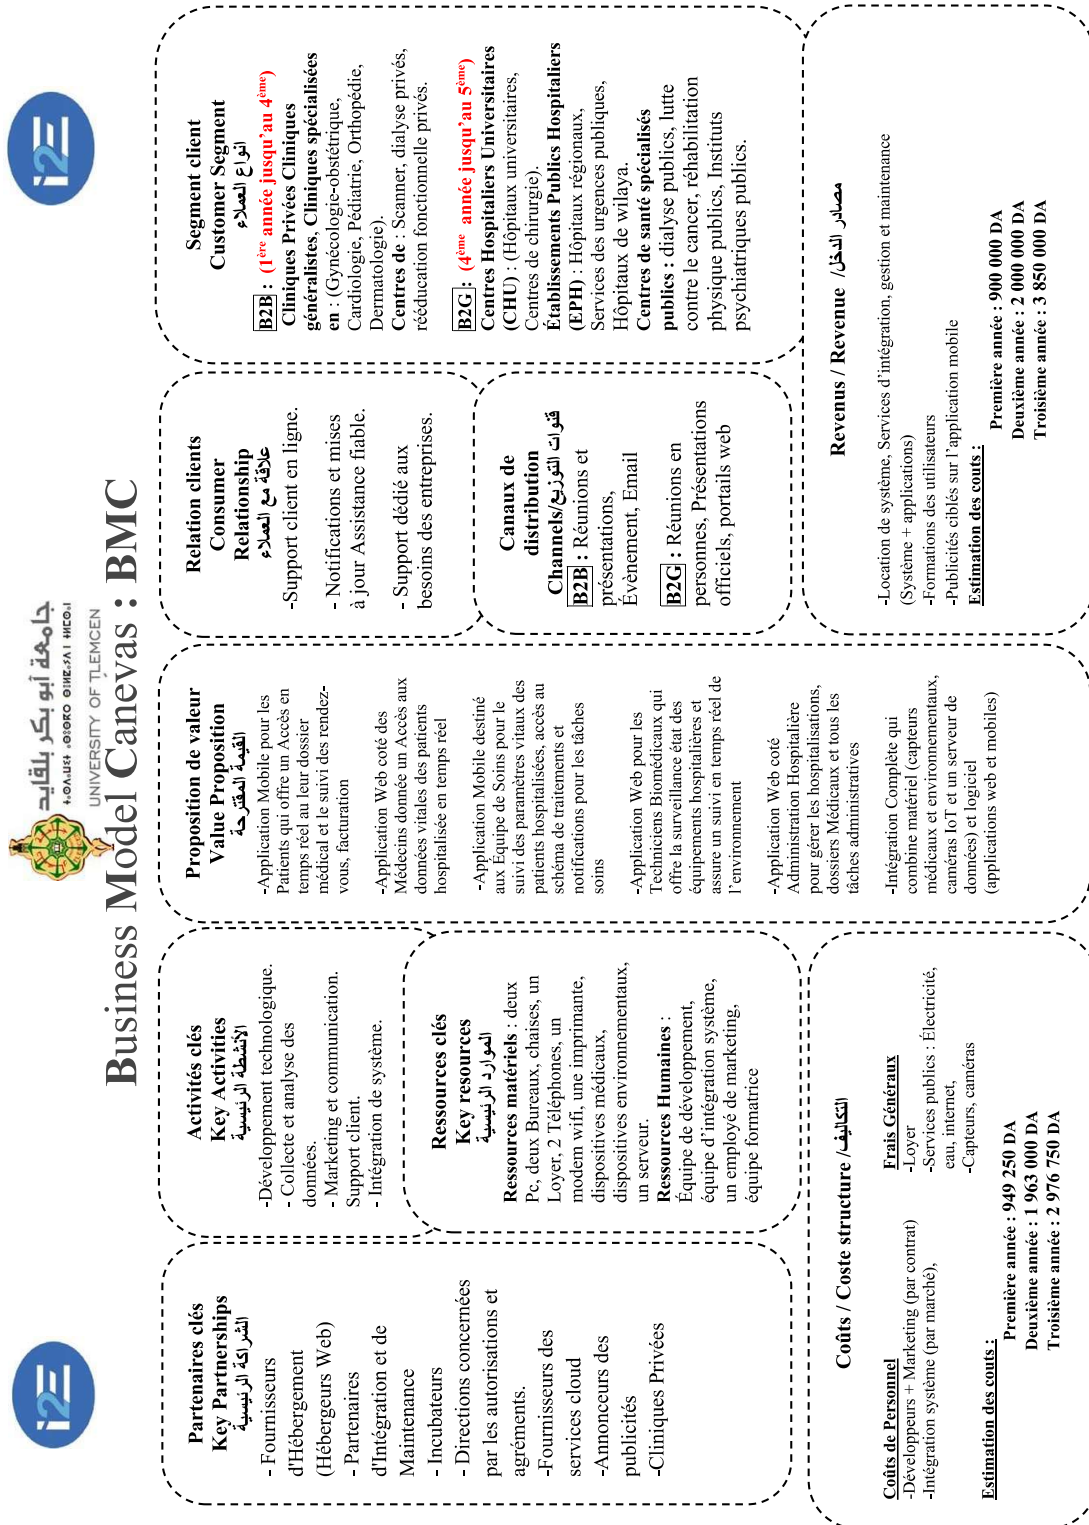 i2E
جامعة أبو بكر بلقايد
ⵜⴰⵙⴷⴰⵡⵉⵜ ⴰⴱⵓⴱⴽⵔ ⴱⵍⵇⴰⵢⴷ ⵏ ⵜⵍⵎⵙⴰⵏ
UNIVERSITY OF TLEMCEN
i2E
Business Model Canevas : BMC
Partenaires clés
Key Partnerships
الشراكة الرئيسية
- Fournisseurs
d'Hébergement
(Hébergeurs Web)
- Partenaires
d'Intégration et de
Maintenance
- Incubateurs
- Directions concernées
par les autorisations et
agréments.
-Fournisseurs des
services cloud
-Annonceurs des
publicités
-Cliniques Privées
Activités clés
Key Activities
الأنشطة الرئيسية
-Développement technologique.
- Collecte et analyse des
données.
- Marketing et communication.
Support client.
- Intégration de système.
Ressources clés
Key resources
الموارد الرئيسية
Ressources matériels : deux
Pc, deux Bureaux, chaises, un
Loyer, 2 Téléphones, un
modem wifi, une imprimante,
dispositives médicaux,
dispositives environnementaux,
un serveur.
Ressources Humaines :
Équipe de développement,
équipe d'intégration système,
un employé de marketing,
équipe formatrice
Proposition de valeur
Value Proposition
القيمة المقترحة
-Application Mobile pour les
Patients qui offre un Accès en
temps réel au leur dossier
médical et le suivi des rendez-
vous, facturation
-Application Web coté des
Médecins donnée un Accès aux
données vitales des patients
hospitalisée en temps réel
-Application Mobile destiné
aux Équipe de Soins pour le
suivi des paramètres vitaux des
patients hospitalisées, accès au
schéma de traitements et
notifications pour les tâches
soins
-Application Web pour les
Techniciens Biomédicaux qui
offre la surveillance état des
équipements hospitalières et
assure un suivi en temps réel de
l'environnement
-Application Web coté
Administration Hospitalière
pour gérer les hospitalisations,
dossiers Médicaux et tous les
tâches administratives
-Intégration Complète qui
combine matériel (capteurs
médicaux et environnementaux,
caméras IoT et un serveur de
données) et logiciel
(applications web et mobiles)
Relation clients
Consumer
Relationship
علاقة مع العملاء
-Support client en ligne.
- Notifications et mises
à jour Assistance fiable.
- Support dédié aux
besoins des entreprises.
Canaux de
distribution
Channels/قنوات التوزيع
B2B : Réunions et
présentations,
Évènement, Email
B2G : Réunions en
personnes, Présentations
officiels, portails web
Segment client
Customer Segment
انواع العملاء
B2B : (1ère année jusqu'au 4ème)
Cliniques Privées Cliniques
généralistes, Cliniques spécialisées
en : (Gynécologie-obstétrique,
Cardiologie, Pédiatrie, Orthopédie,
Dermatologie).
Centres de : Scanner, dialyse privés,
rééducation fonctionnelle privés.
B2G : (4ème année jusqu'au 5ème)
Centres Hospitaliers Universitaires
(CHU) : (Hôpitaux universitaires,
Centres de chirurgie).
Établissements Publics Hospitaliers
(EPH) : Hôpitaux régionaux,
Services des urgences publiques,
Hôpitaux de wilaya.
Centres de santé spécialisés
publics : dialyse publics, lutte
contre le cancer, réhabilitation
physique publics, Instituts
psychiatriques publics.
Coûts / Coste structure /التكاليف
Coûts de Personnel
-Développeurs + Marketing (par contrat)
-Intégration système (par marché),
Frais Généraux
-Loyer
-Services publics : Électricité,
eau, internet,
-Capteurs, caméras
Estimation des couts :
Première année : 949 250 DA
Deuxième année : 1 963 000 DA
Troisième année : 2 976 750 DA
Revenus / Revenue /مصادر الدخل
-Location de système, Services d'intégration, gestion et maintenance
(Système + applications)
-Formations des utilisateurs
-Publicités ciblés sur l'application mobile
Estimation des couts :
Première année : 900 000 DA
Deuxième année : 2 000 000 DA
Troisième année : 3 850 000 DA